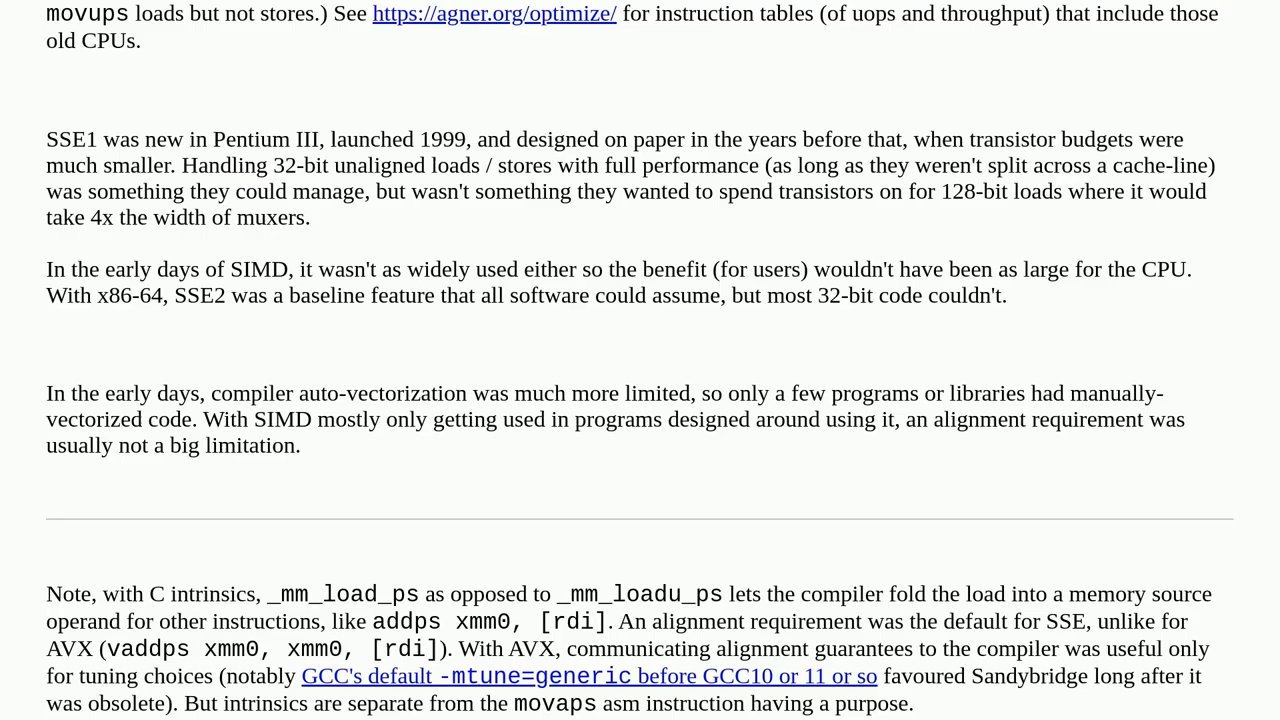 movups loads but not stores.) See https://agner.org/optimize/ for instruction tables (of uops and throughput) that include those
old CPUs.
SSE1 was new in Pentium III, launched 1999, and designed on paper in the years before that, when transistor budgets were
much smaller. Handling 32-bit unaligned loads / stores with full performance (as long as they weren't split across a cache-line)
was something they could manage, but wasn't something they wanted to spend transistors on for 128-bit loads where it would
take 4x the width of muxers.
In the early days of SIMD, it wasn't as widely used either so the benefit (for users) wouldn't have been as large for the CPU.
With x86-64, SSE2 was a baseline feature that all software could assume, but most 32-bit code couldn't.
In the early days, compiler auto-vectorization was much more limited, so only a few programs or libraries had manually-
vectorized code. With SIMD mostly only getting used in programs designed around using it, an alignment requirement was
usually not a big limitation.
Note, with C intrinsics, _mm_load_ps as opposed to _mm_loadu_ps lets the compiler fold the load into a memory source
operand for other instructions, like addps xmm0, [rdi]. An alignment requirement was the default for SSE, unlike for
AVX (vaddps xmm0, xmm0, [rdi]). With AVX, communicating alignment guarantees to the compiler was useful only
for tuning choices (notably GCC's default -mtune=generic before GCC10 or 11 or so favoured Sandybridge long after it
was obsolete). But intrinsics are separate from the movaps asm instruction having a purpose.